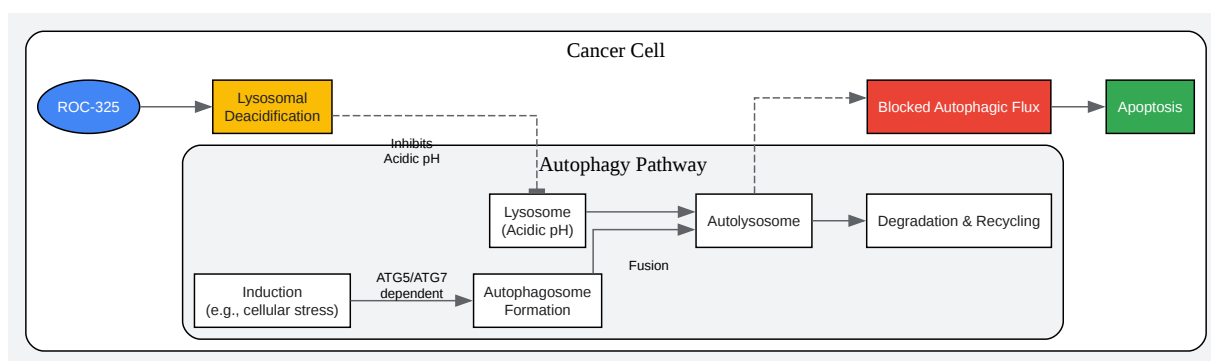 Cancer Cell
ROC-325
Lysosomal
Deacidification
Blocked Autophagic Flux
Apoptosis
Inhibits
Acidic pH
Autophagy Pathway
Lysosome
(Acidic pH)
Autolysosome
Degradation & Recycling
Fusion
ATG5/ATG7
dependent
Induction
(e.g., cellular stress)
Autophagosome
Formation